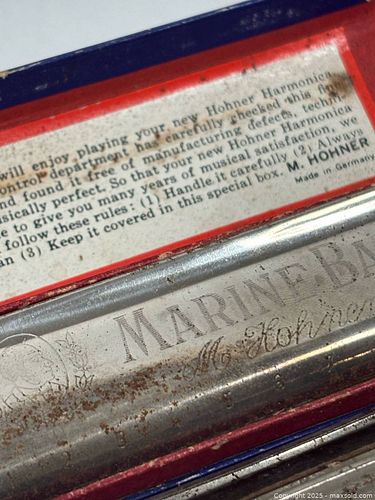 will enjoy playing your new Hohner Harmonica
control department has carefully checked this
and found it free of manufacturing defects,
musically perfect. So that your new Hohner Harmonica
to give you many years of musical satisfaction, we
follow these rules: (1) Handle it carefully (2) Always
(3) Keep it covered in this special box. M. HOHNER
Made in Germany
MARINE BA
M. Hohner
Copyright 2025 - maxsold.com